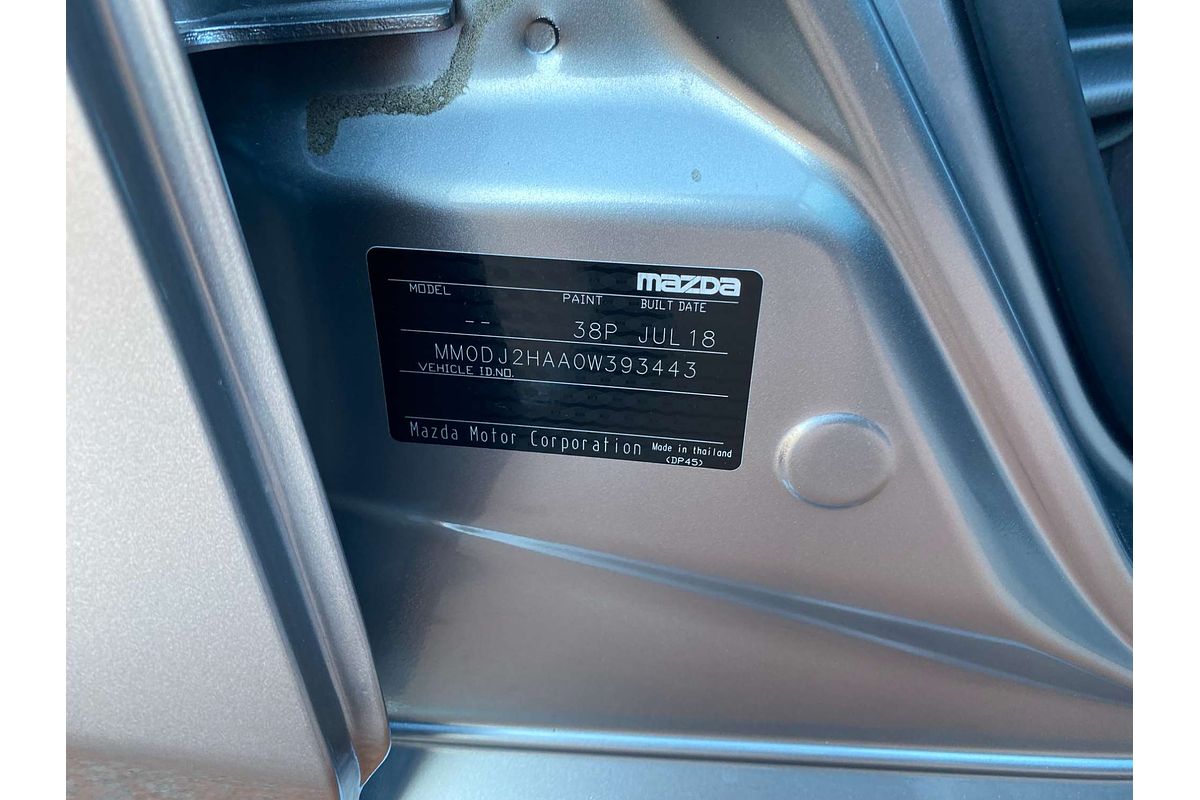 mazda
MODEL PAINT BUILT DATE
-- 38P JUL 18
MM0DJ2HAA0W393443
VEHICLE ID.NO.
Mazda Motor Corporation Made in thailand
(DP45)